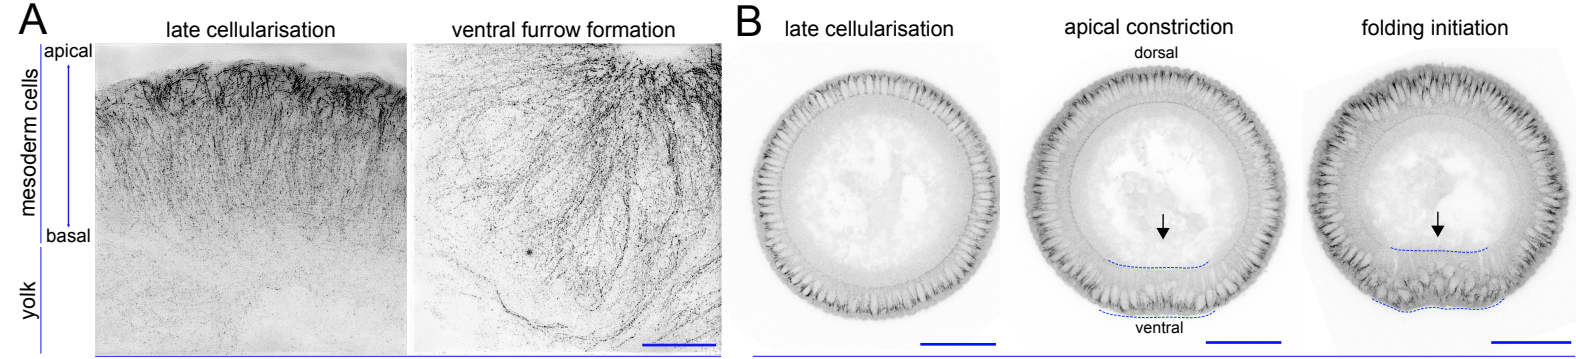 A
late cellularisation
ventral furrow formation
apical
mesoderm cells
basal
yolk
B
late cellularisation
apical constriction
folding initiation
dorsal
ventral